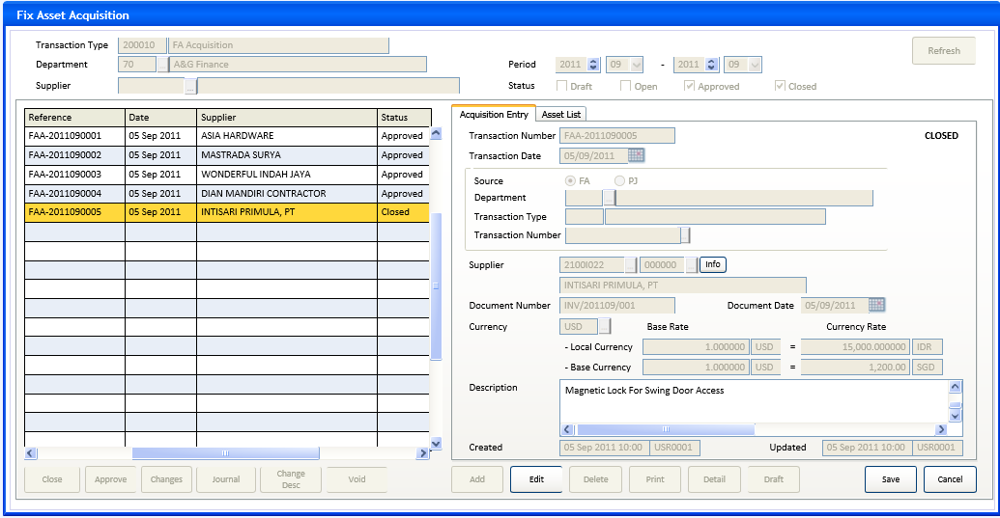 Fix Asset Acquisition
Transaction Type 200010 FA Acquisition
Refresh
Department 70 ... A&G Finance
Period 2011 09 - 2011 09
Supplier ...
Status Draft Open Approved Closed
Reference Date Supplier Status
FAA-2011090001 05 Sep 2011 ASIA HARDWARE Approved
FAA-2011090002 05 Sep 2011 MASTRADA SURYA Approved
FAA-2011090003 05 Sep 2011 WONDERFUL INDAH JAYA Approved
FAA-2011090004 05 Sep 2011 DIAN MANDIRI CONTRACTOR Approved
FAA-2011090005 05 Sep 2011 INTISARI PRIMULA, PT Closed
Close Approve Changes Journal Change Desc Void
Acquisition Entry Asset List
Transaction Number FAA-2011090005 CLOSED
Transaction Date 05/09/2011
Source FA PJ
Department ...
Transaction Type
Transaction Number ...
Supplier 2100I022 ... 000000 ... Info
INTISARI PRIMULA, PT
Document Number INV/201109/001 Document Date 05/09/2011
Currency USD ... Base Rate Currency Rate
- Local Currency 1.000000 USD = 15,000.000000 IDR
- Base Currency 1.000000 USD = 1,200.00 SGD
Description Magnetic Lock For Swing Door Access
Created 05 Sep 2011 10:00 USR0001 Updated 05 Sep 2011 10:00 USR0001
Add Edit Delete Print Detail Draft Save Cancel